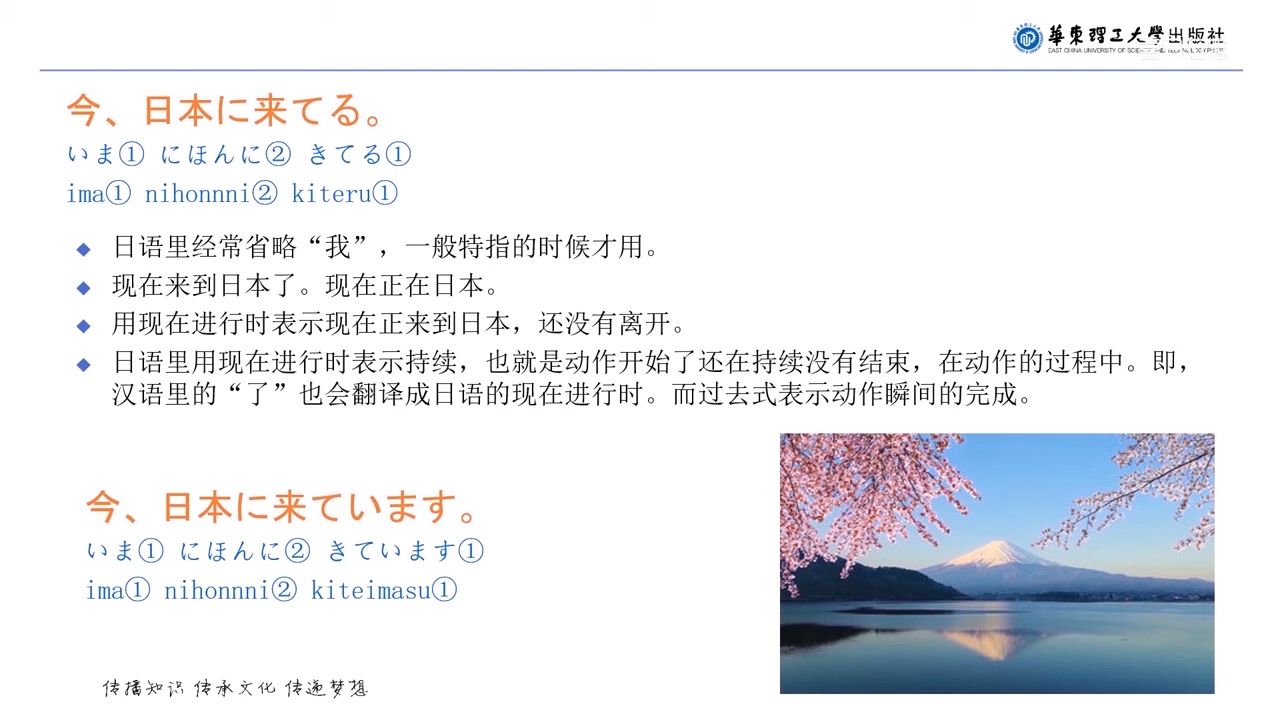 華東理工大學出版社
今、日本に来てる。
いま① にほんに② きてる①
ima① nihonnni② kiteru①
◆ 日语里经常省略“我”，一般特指的时候才用。
◆ 现在来到日本了。现在正在日本。
◆ 用现在进行时表示现在正来到日本，还没有离开。
◆ 日语里用现在进行时表示持续，也就是动作开始了还在持续没有结束，在动作的过程中。即，
汉语里的“了”也会翻译成日语的现在进行时。而过去式表示动作瞬间的完成。
今、日本に来ています。
いま① にほんに② きています①
ima① nihonnni② kiteimasu①
传播知识 传承文化 传递梦想